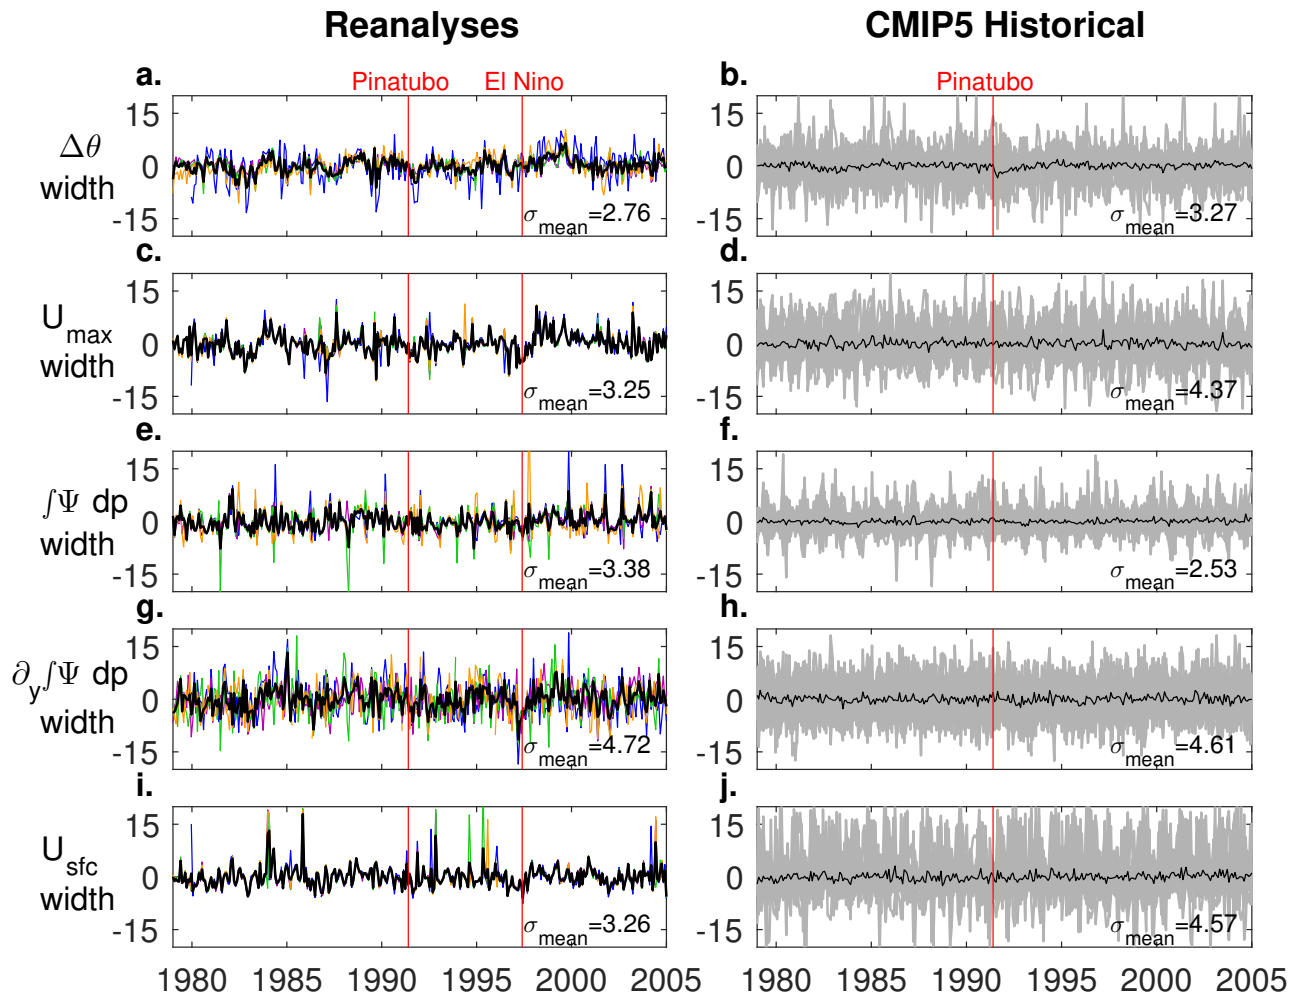 Reanalyses
CMIP5 Historical
a.
Pinatubo
El Nino
b.
Pinatubo
Δθ
width
15
0
-15
σmean=2.76
15
0
-15
σmean=3.27
c.
d.
Umax
width
15
0
-15
σmean=3.25
15
0
-15
σmean=4.37
e.
f.
∫Ψ dp
width
15
0
-15
σmean=3.38
15
0
-15
σmean=2.53
g.
h.
∂y∫Ψ dp
width
15
0
-15
σmean=4.72
15
0
-15
σmean=4.61
i.
j.
Usfc
width
15
0
-15
σmean=3.26
15
0
-15
σmean=4.57
1980 1985 1990 1995 2000 2005
1980 1985 1990 1995 2000 2005